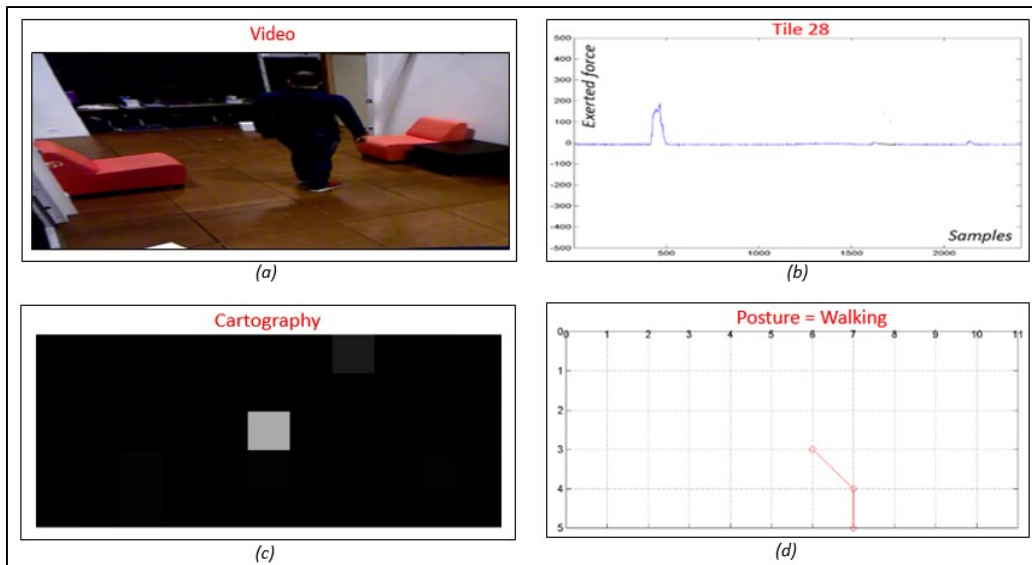 Video
(a)
Tile 28
Exerted force
500
400
300
200
100
0
-100
-200
-300
-400
-500
500
1000
1500
2000
Samples
(b)
Cartography
(c)
Posture = Walking
0 1 2 3 4 5 6 7 8 9 10 11
0
1
2
3
4
5
(d)